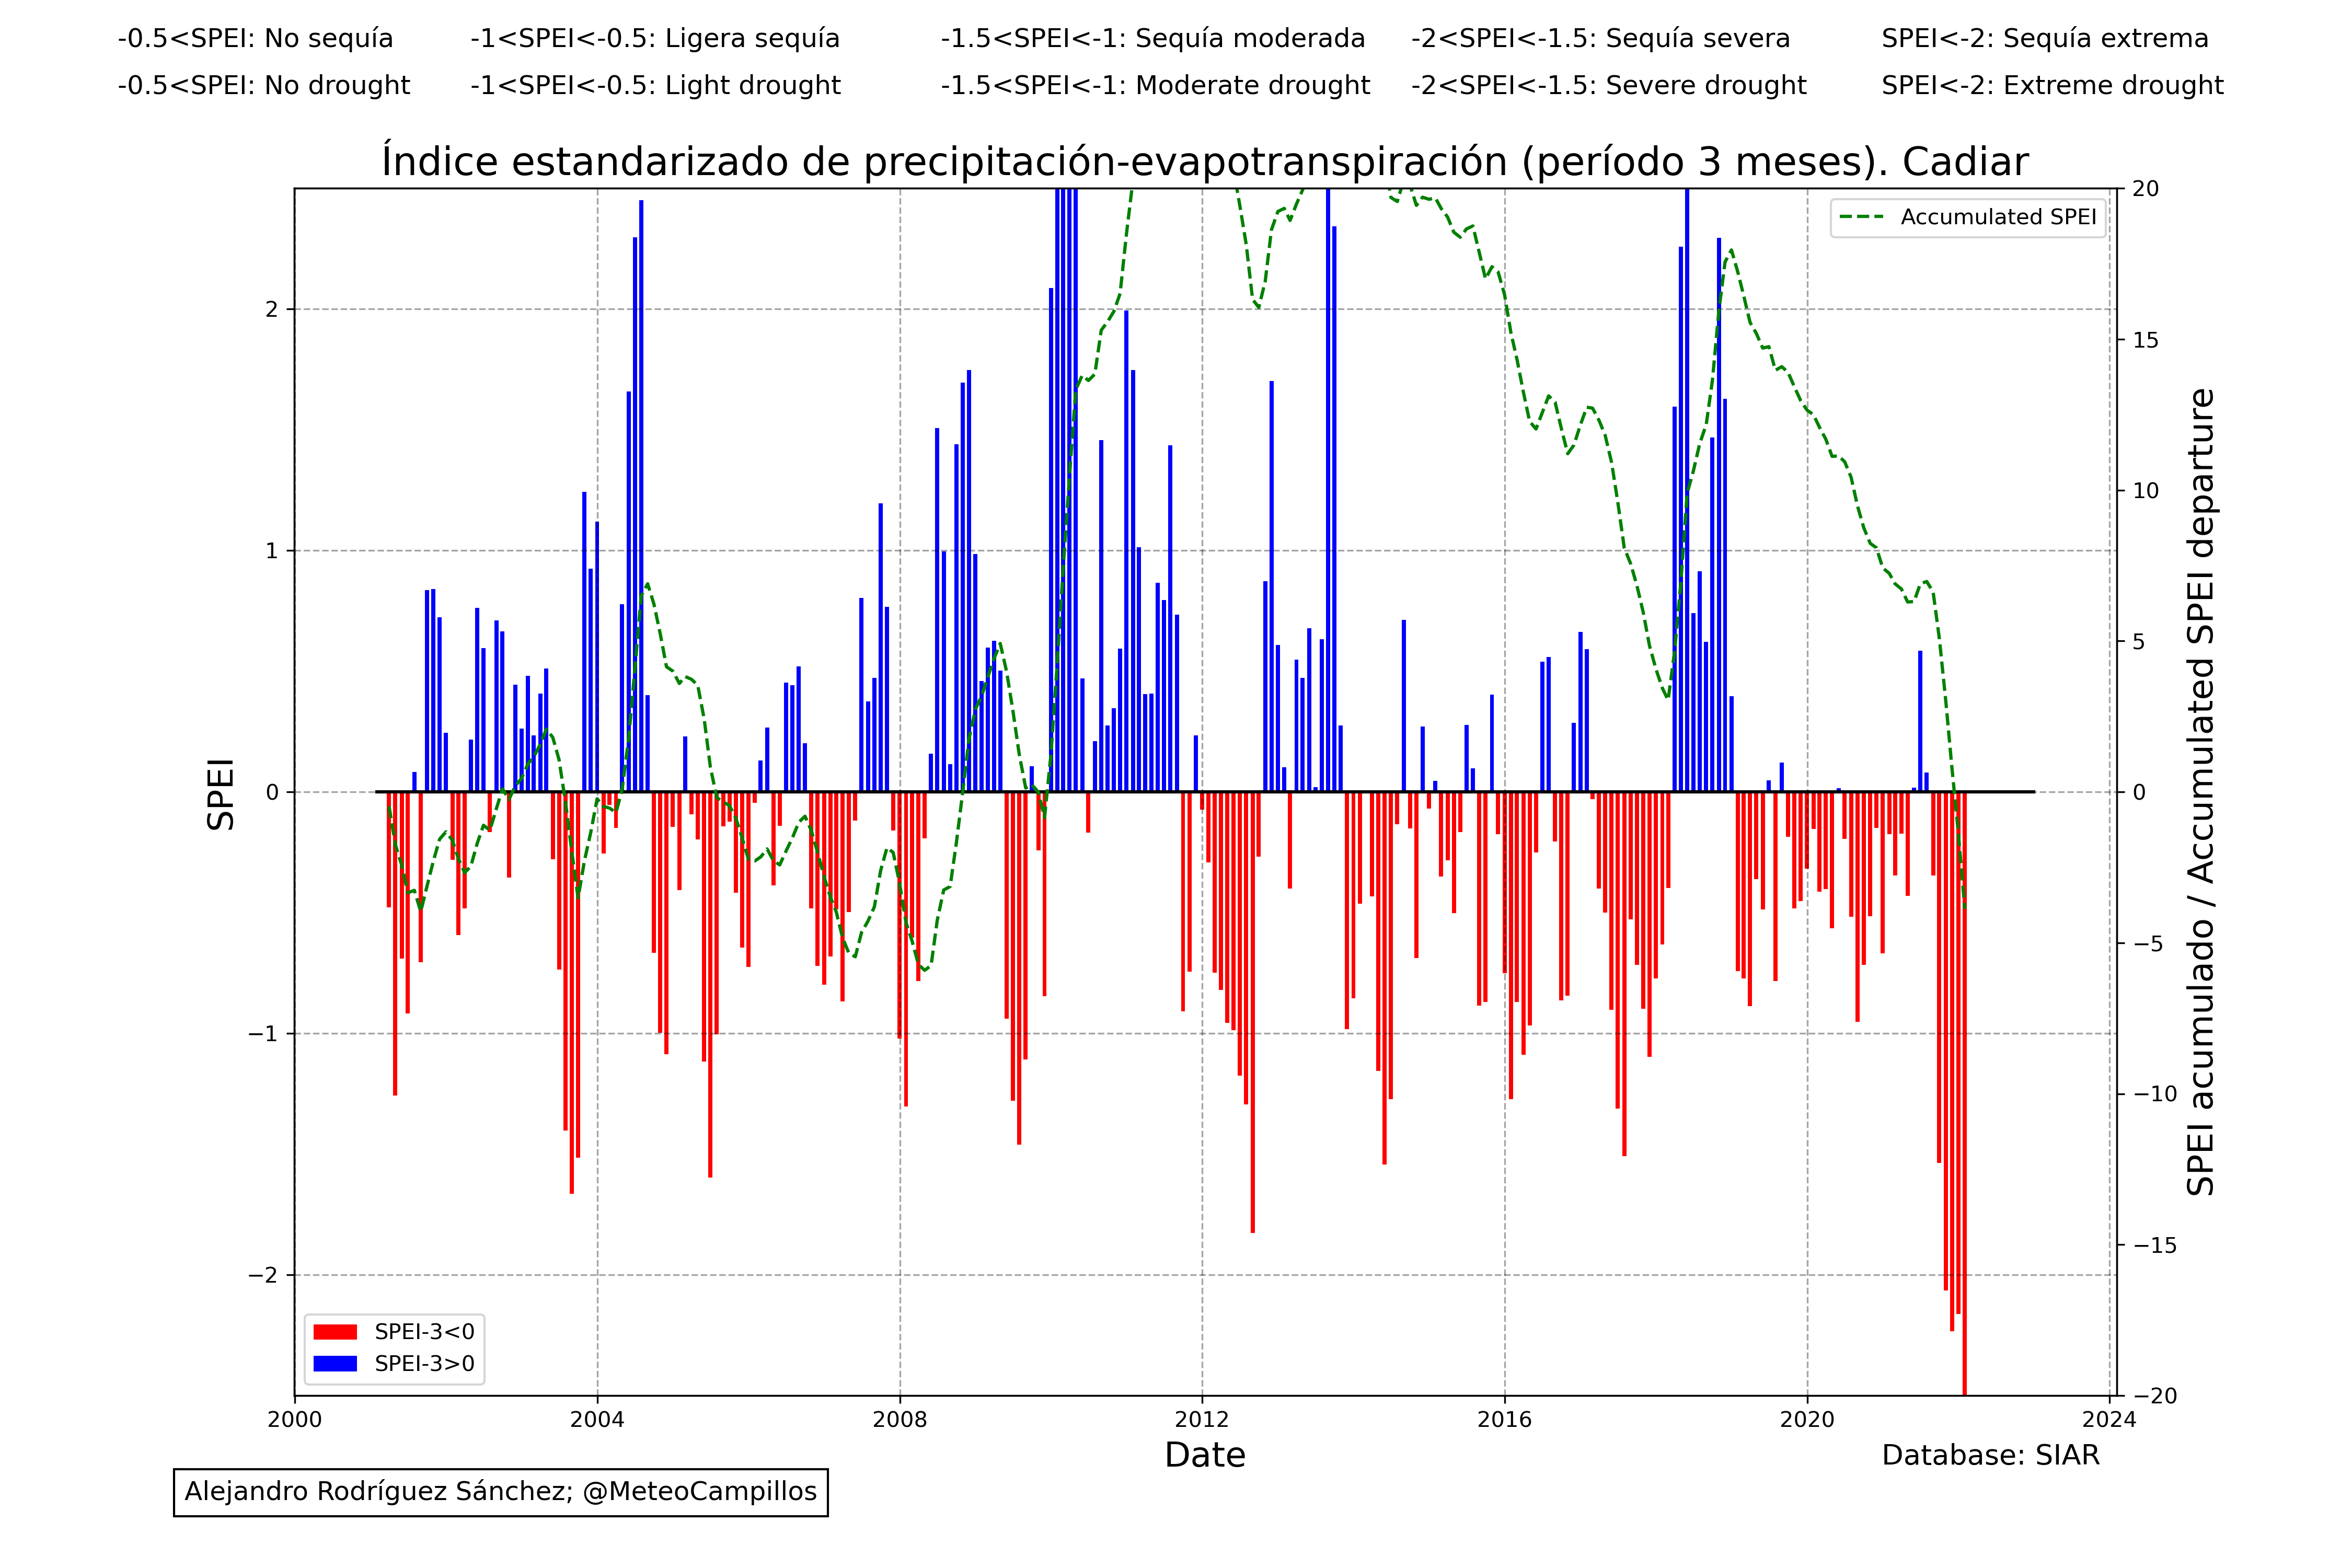 -0.5<SPEI: No sequía -1<SPEI<-0.5: Ligera sequía -1.5<SPEI<-1: Sequía moderada -2<SPEI<-1.5: Sequía severa SPEI<-2: Sequía extrema
-0.5<SPEI: No drought -1<SPEI<-0.5: Light drought -1.5<SPEI<-1: Moderate drought -2<SPEI<-1.5: Severe drought SPEI<-2: Extreme drought
Índice estandarizado de precipitación-evapotranspiración (período 3 meses). Cadiar
Accumulated SPEI
SPEI
2
1
0
−1
−2
20
15
10
5
0
−5
−10
−15
−20
SPEI acumulado / Accumulated SPEI departure
SPEI-3<0
SPEI-3>0
2000 2004 2008 2012 2016 2020 2024
Date
Database: SIAR
Alejandro Rodríguez Sánchez; @MeteoCampillos